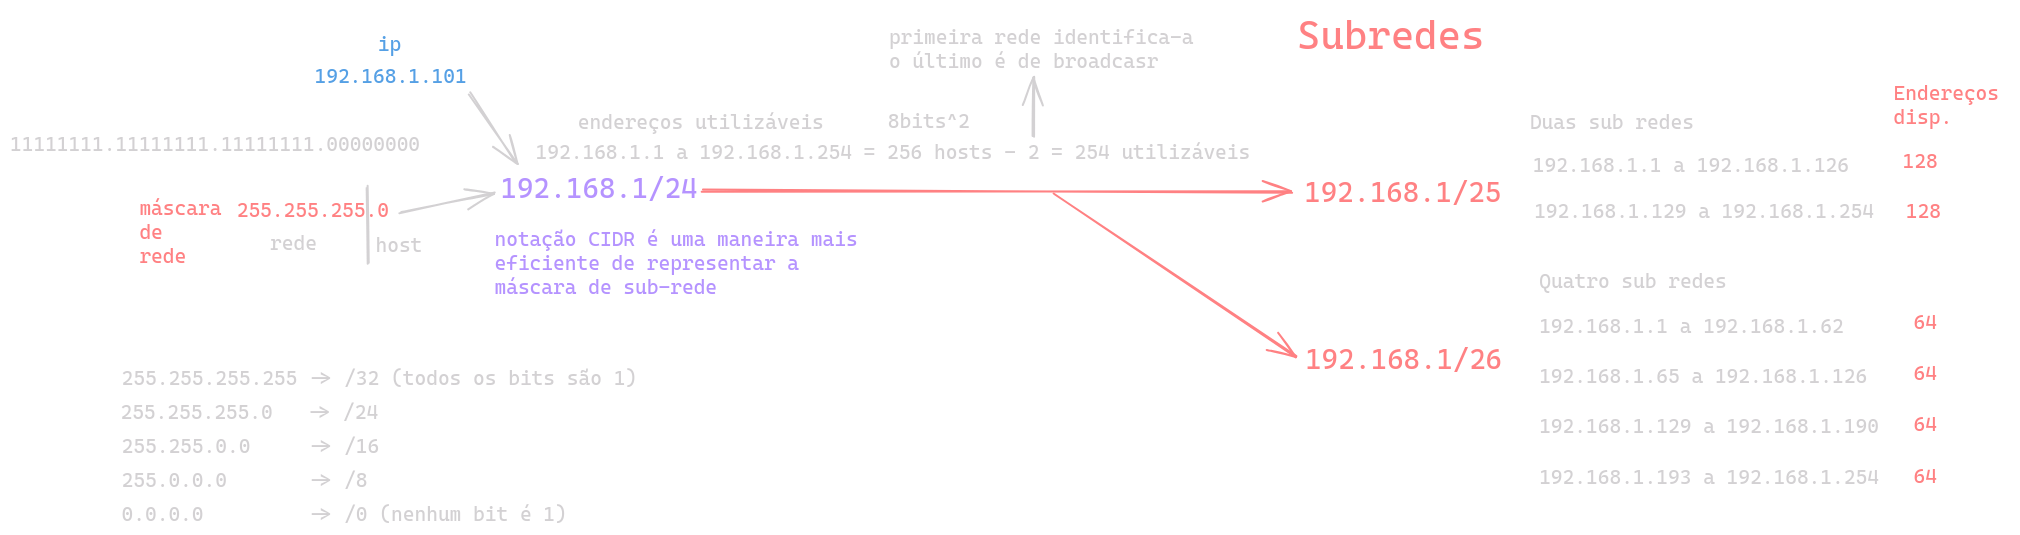 Subredes
ip
192.168.1.101
primeira rede identifica-a
o último é de broadcasr
11111111.11111111.11111111.00000000
endereços utilizáveis
8bits^2
192.168.1.1 a 192.168.1.254 = 256 hosts - 2 = 254 utilizáveis
192.168.1/24
máscara
de
rede
255.255.255.0
rede
host
notação CIDR é uma maneira mais
eficiente de representar a
máscara de sub-rede
255.255.255.255 -> /32 (todos os bits são 1)
255.255.255.0 -> /24
255.255.0.0 -> /16
255.0.0.0 -> /8
0.0.0.0 -> /0 (nenhum bit é 1)
192.168.1/25
192.168.1/26
Endereços
disp.
Duas sub redes
192.168.1.1 a 192.168.1.126 128
192.168.1.129 a 192.168.1.254 128
Quatro sub redes
192.168.1.1 a 192.168.1.62 64
192.168.1.65 a 192.168.1.126 64
192.168.1.129 a 192.168.1.190 64
192.168.1.193 a 192.168.1.254 64